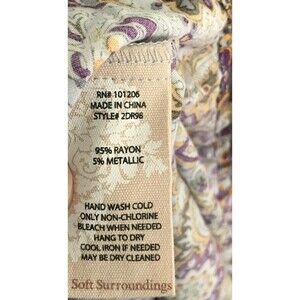 RN# 101206
MADE IN CHINA
STYLE# 2DR98
95% RAYON
5% METALLIC
HAND WASH COLD
ONLY NON-CHLORINE
BLEACH WHEN NEEDED
HANG TO DRY
COOL IRON IF NEEDED
MAY BE DRY CLEANED
Soft Surroundings